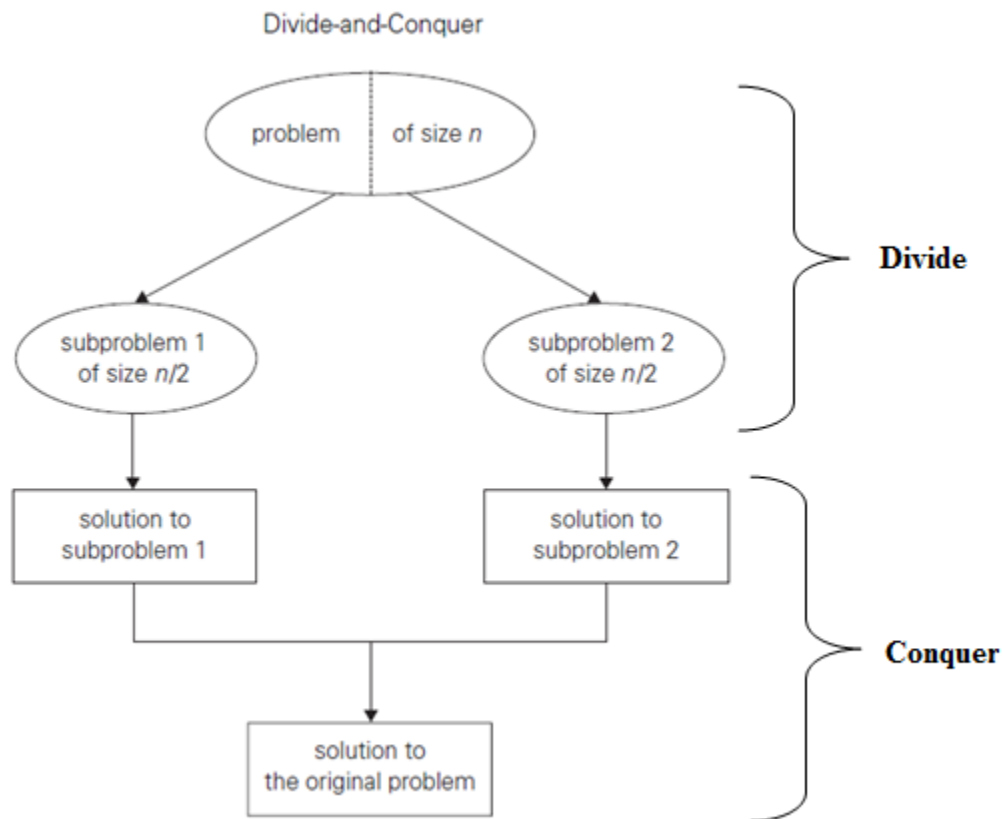 Divide-and-Conquer
problem of size n
Divide
subproblem 1
of size n/2
subproblem 2
of size n/2
solution to
subproblem 1
solution to
subproblem 2
Conquer
solution to
the original problem